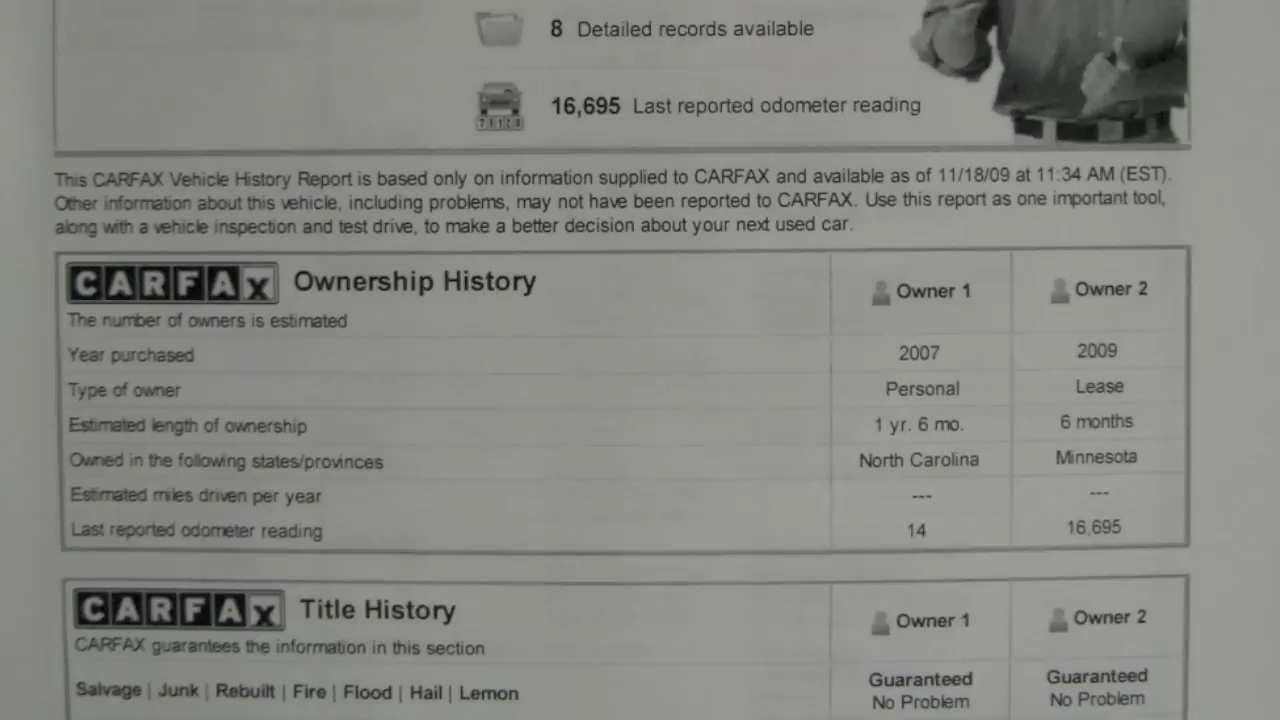 8 Detailed records available
16,695 Last reported odometer reading
This CARFAX Vehicle History Report is based only on information supplied to CARFAX and available as of 11/18/09 at 11:34 AM (EST).
Other information about this vehicle, including problems, may not have been reported to CARFAX. Use this report as one important tool,
along with a vehicle inspection and test drive, to make a better decision about your next used car.
CARFAX Ownership History Owner 1 Owner 2
The number of owners is estimated
Year purchased 2007 2009
Type of owner Personal Lease
Estimated length of ownership 1 yr. 6 mo. 6 months
Owned in the following states/provinces North Carolina Minnesota
Estimated miles driven per year --- ---
Last reported odometer reading 14 16,695
CARFAX Title History Owner 1 Owner 2
CARFAX guarantees the information in this section
Salvage | Junk | Rebuilt | Fire | Flood | Hail | Lemon Guaranteed Guaranteed
No Problem No Problem